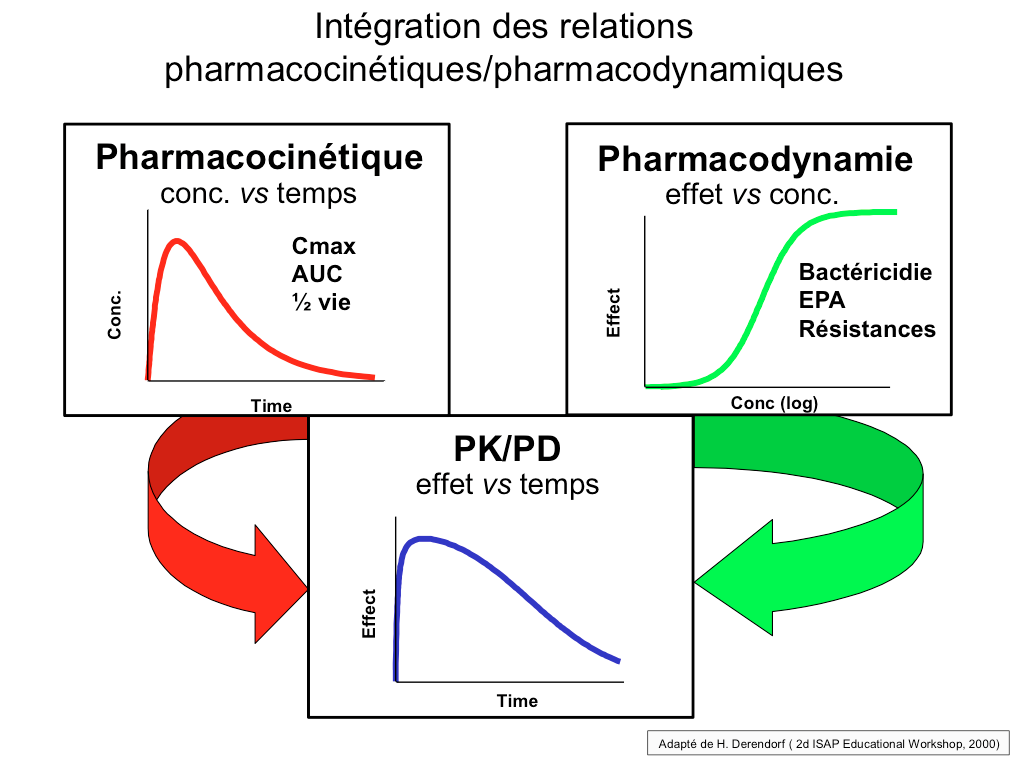 Intégration des relations
pharmacocinétiques/pharmacodynamiques
Pharmacocinétique
conc. vs temps
Cmax
AUC
½ vie
Conc.
Time
Pharmacodynamie
effet vs conc.
Bactéricidie
EPA
Résistances
Effect
Conc (log)
PK/PD
effet vs temps
Effect
Time
Adapté de H. Derendorf ( 2d ISAP Educational Workshop, 2000)